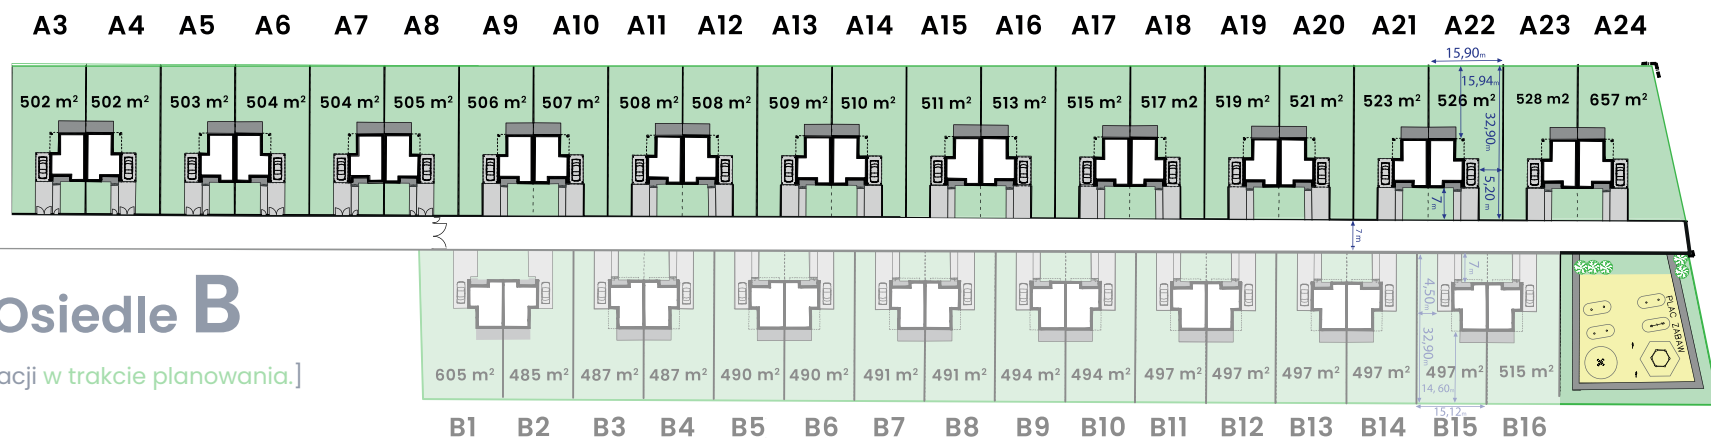 A3 A4 A5 A6 A7 A8 A9 A10 A11 A12 A13 A14 A15 A16 A17 A18 A19 A20 A21 A22 A23 A24
15,90m
15,94m
502 m² 502 m² 503 m² 504 m² 504 m² 505 m² 506 m² 507 m² 508 m² 508 m² 509 m² 510 m² 511 m² 513 m² 515 m² 517 m2 519 m² 521 m² 523 m² 526 m² 528 m2 657 m²
32,90m
5,20m
7m
7m
Osiedle B
acji w trakcie planowania.]
7m
4,50m
32,90m
14,60m
15,12m
PLAC ZABAW
605 m² 485 m² 487 m² 487 m² 490 m² 490 m² 491 m² 491 m² 494 m² 494 m² 497 m² 497 m² 497 m² 497 m² 497 m² 515 m²
B1 B2 B3 B4 B5 B6 B7 B8 B9 B10 B11 B12 B13 B14 B15 B16